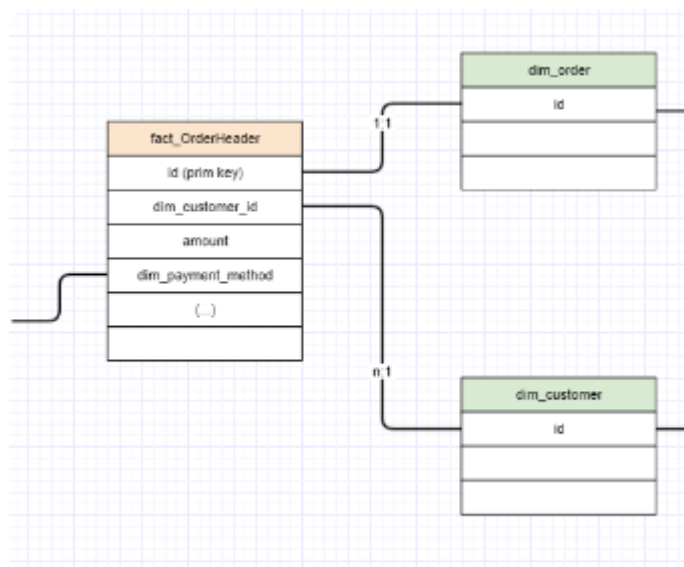 dim_order
id
1:1
fact_OrderHeader
id (prim key)
dim_customer_id
amount
dim_payment_method
(...)
n:1
dim_customer
id